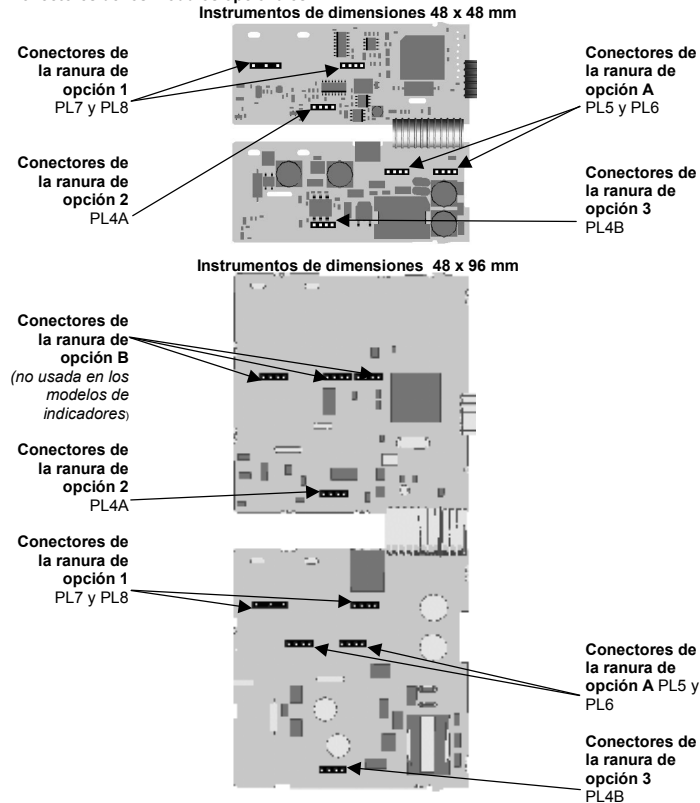 Instrumentos de dimensiones 48 x 48 mm
Conectores de
la ranura de
opción 1
PL7 y PL8
Conectores de
la ranura de
opción 2
PL4A
Conectores de
la ranura de
opción A
PL5 y PL6
Conectores de
la ranura de
opción 3
PL4B
Instrumentos de dimensiones 48 x 96 mm
Conectores de
la ranura de
opción B
(no usada en los
modelos de
indicadores)
Conectores de
la ranura de
opción 2
PL4A
Conectores de
la ranura de
opción 1
PL7 y PL8
Conectores de
la ranura de
opción A PL5 y
PL6
Conectores de
la ranura de
opción 3
PL4B